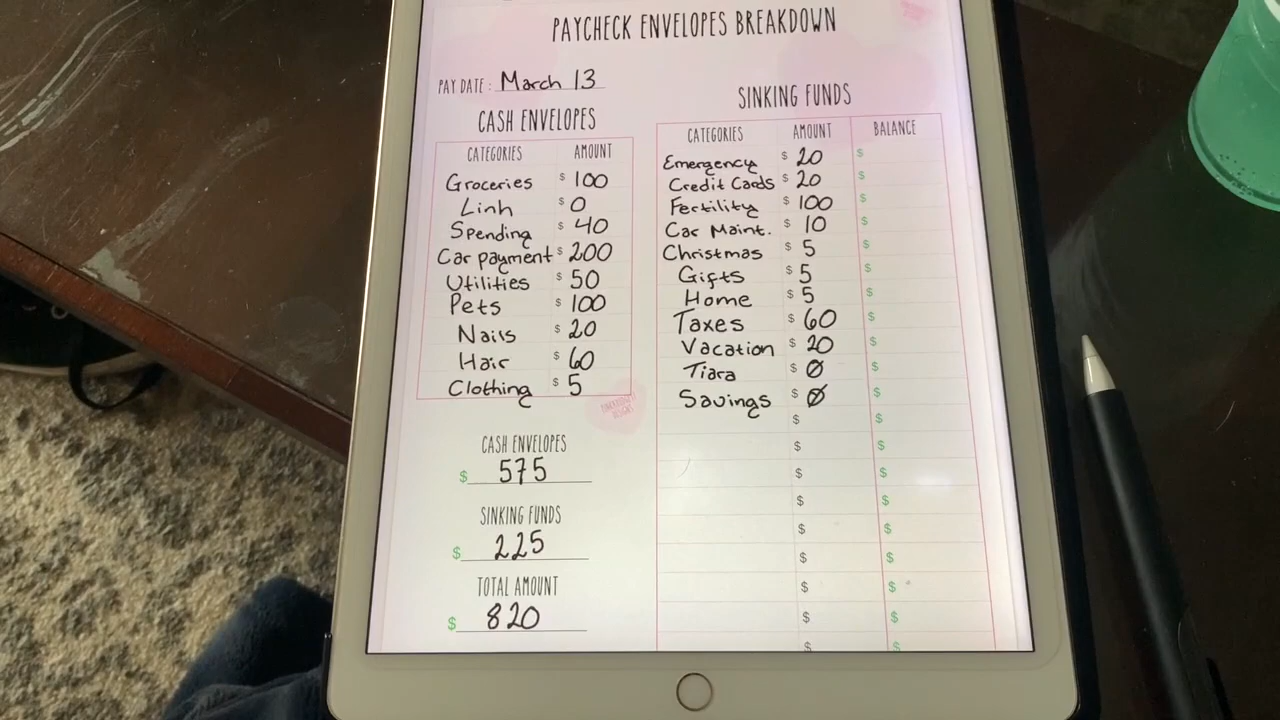 PAYCHECK ENVELOPES BREAKDOWN
PAY DATE: March 13
CASH ENVELOPES
CATEGORIES AMOUNT
Groceries $ 100
Linh $ 0
Spending $ 40
Car payment $ 200
Utilities $ 50
Pets $ 100
Nails $ 20
Hair $ 60
Clothing $ 5
CASH ENVELOPES
$ 575
SINKING FUNDS
$ 225
TOTAL AMOUNT
$ 820
SINKING FUNDS
CATEGORIES AMOUNT BALANCE
Emergency $ 20 $
Credit Cards $ 20 $
Fertility $ 100 $
Car Maint. $ 10 $
Christmas $ 5 $
Gifts $ 5 $
Home $ 5 $
Taxes $ 60 $
Vacation $ 20 $
Tiara $ 0 $
Savings $ 0 $
$ $
$ $
$ $
$ $
$ $
$ $
$ $
$ $
$ $